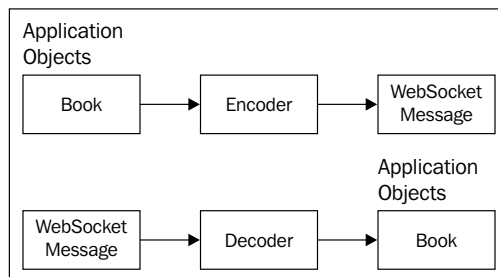 Application
Objects
Book
Encoder
WebSocket
Message
Application
Objects
WebSocket
Message
Decoder
Book